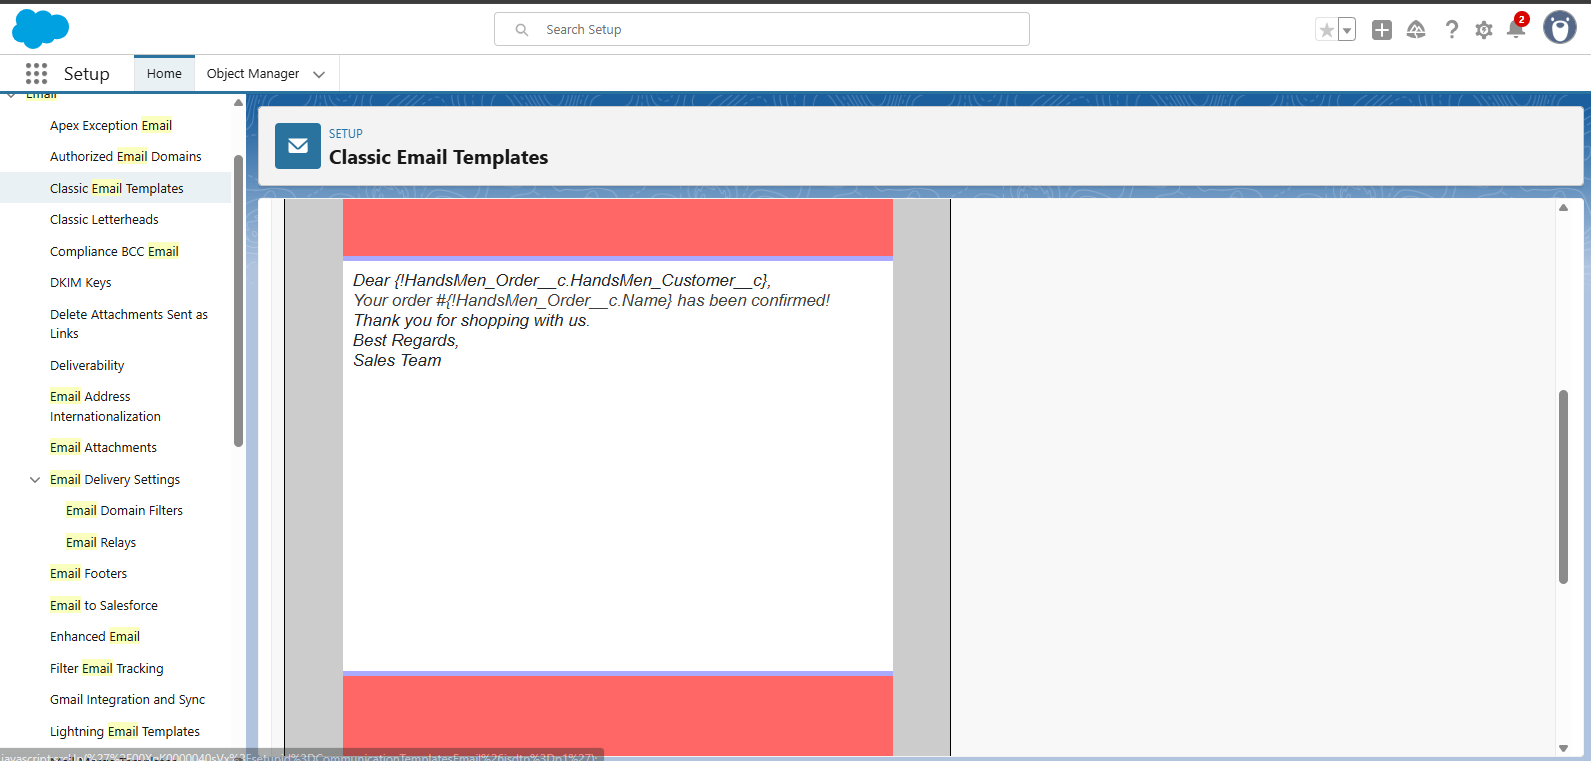 Search Setup
2
Setup
Home
Object Manager
Email
Apex Exception Email
Authorized Email Domains
Classic Email Templates
Classic Letterheads
Compliance BCC Email
DKIM Keys
Delete Attachments Sent as
Links
Deliverability
Email Address
Internationalization
Email Attachments
Email Delivery Settings
Email Domain Filters
Email Relays
Email Footers
Email to Salesforce
Enhanced Email
Filter Email Tracking
Gmail Integration and Sync
Lightning Email Templates
SETUP
Classic Email Templates
Dear {!HandsMen_Order__c.HandsMen_Customer__c},
Your order #{!HandsMen_Order__c.Name} has been confirmed!
Thank you for shopping with us.
Best Regards,
Sales Team